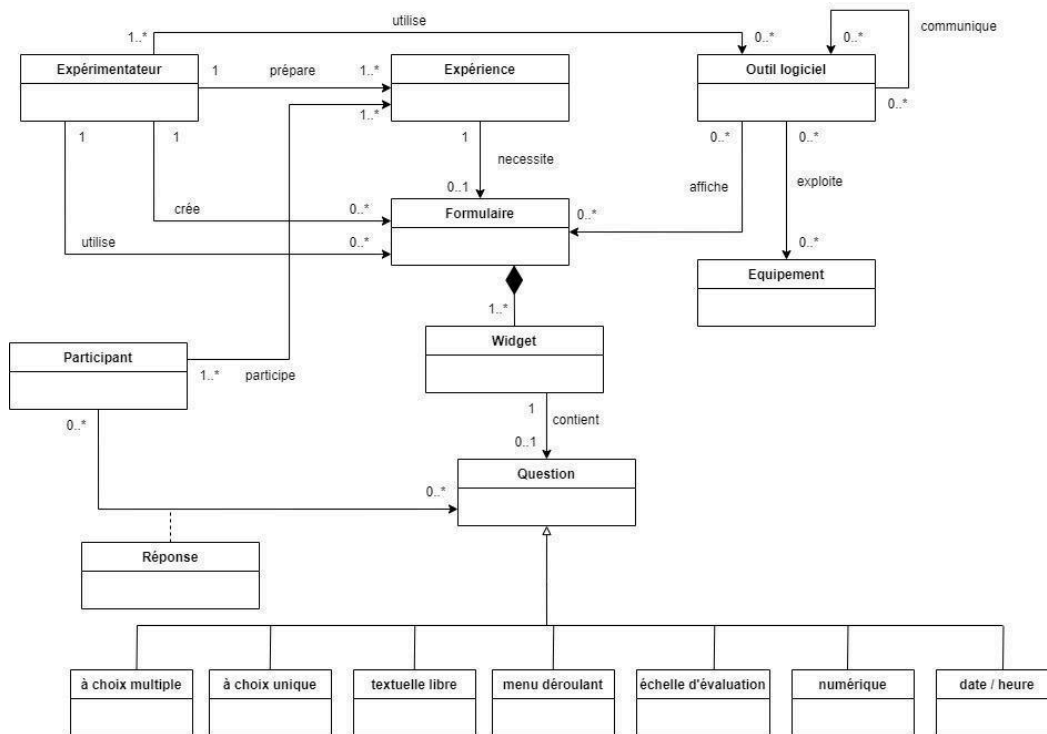 utilise
1..*
0..*
0..*
communique
Expérimentateur
1
prépare
1..*
Expérience
Outil logiciel
1..*
0..*
1
1
1
0..*
0..*
necessite
affiche
exploite
0..1
crée
0..*
Formulaire
0..*
utilise
0..*
0..*
Equipement
1..*
Widget
Participant
1..*
participe
0..*
1
contient
0..1
Question
0..*
Réponse
à choix multiple
à choix unique
textuelle libre
menu déroulant
échelle d'évaluation
numérique
date / heure